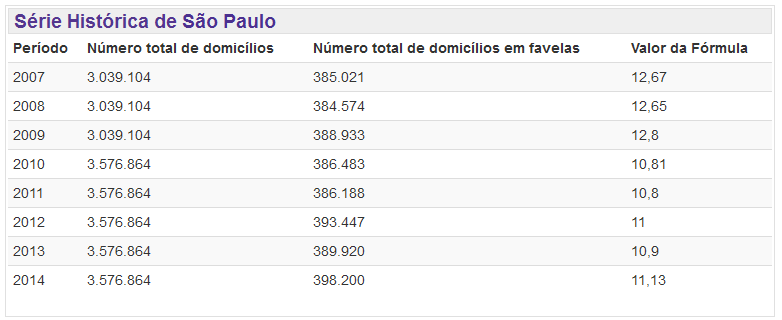 Série Histórica de São Paulo
Período Número total de domicílios Número total de domicílios em favelas Valor da Fórmula
2007 3.039.104 385.021 12,67
2008 3.039.104 384.574 12,65
2009 3.039.104 388.933 12,8
2010 3.576.864 386.483 10,81
2011 3.576.864 386.188 10,8
2012 3.576.864 393.447 11
2013 3.576.864 389.920 10,9
2014 3.576.864 398.200 11,13